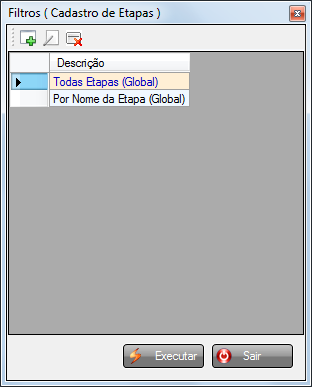 Filtros ( Cadastro de Etapas )
Descrição
Todas Etapas (Global)
Por Nome da Etapa (Global)
Executar
Sair